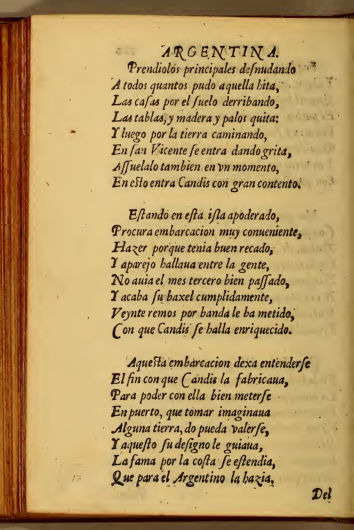 ARGENTINA.
Prendiolos principales desnudando
A todos quantos pudo aquella hita,
Las casas por el suelo derribando,
Las tablas, y madera y palos quita:
Y luego por la tierra caminando,
En san Vicente se entra dando grita,
Assuelalo tambien en vn momento,
En esto entra Candis con gran contento.
Estando en esta isla apoderado,
Procura embarcacion muy conueniente,
Hazer porque tenia buen recado,
Y aparejo hallaua entre la gente,
No auia el mes tercero bien passado,
Y acaba su baxel cumplidamente,
Veynte remos por banda le ha metido,
Con que Candis se halla enriquecido.
Aquesta embarcacion dexa entenderse
El fin con que Candis la fabricaua,
Para poder con ella bien meterse
En puerto, que tomar imaginaua
Alguna tierra, do pueda valerse,
Y aquesto su designo le guiaua,
La fama por la costa se estendia,
Que para el Argentino la hazia,
Del